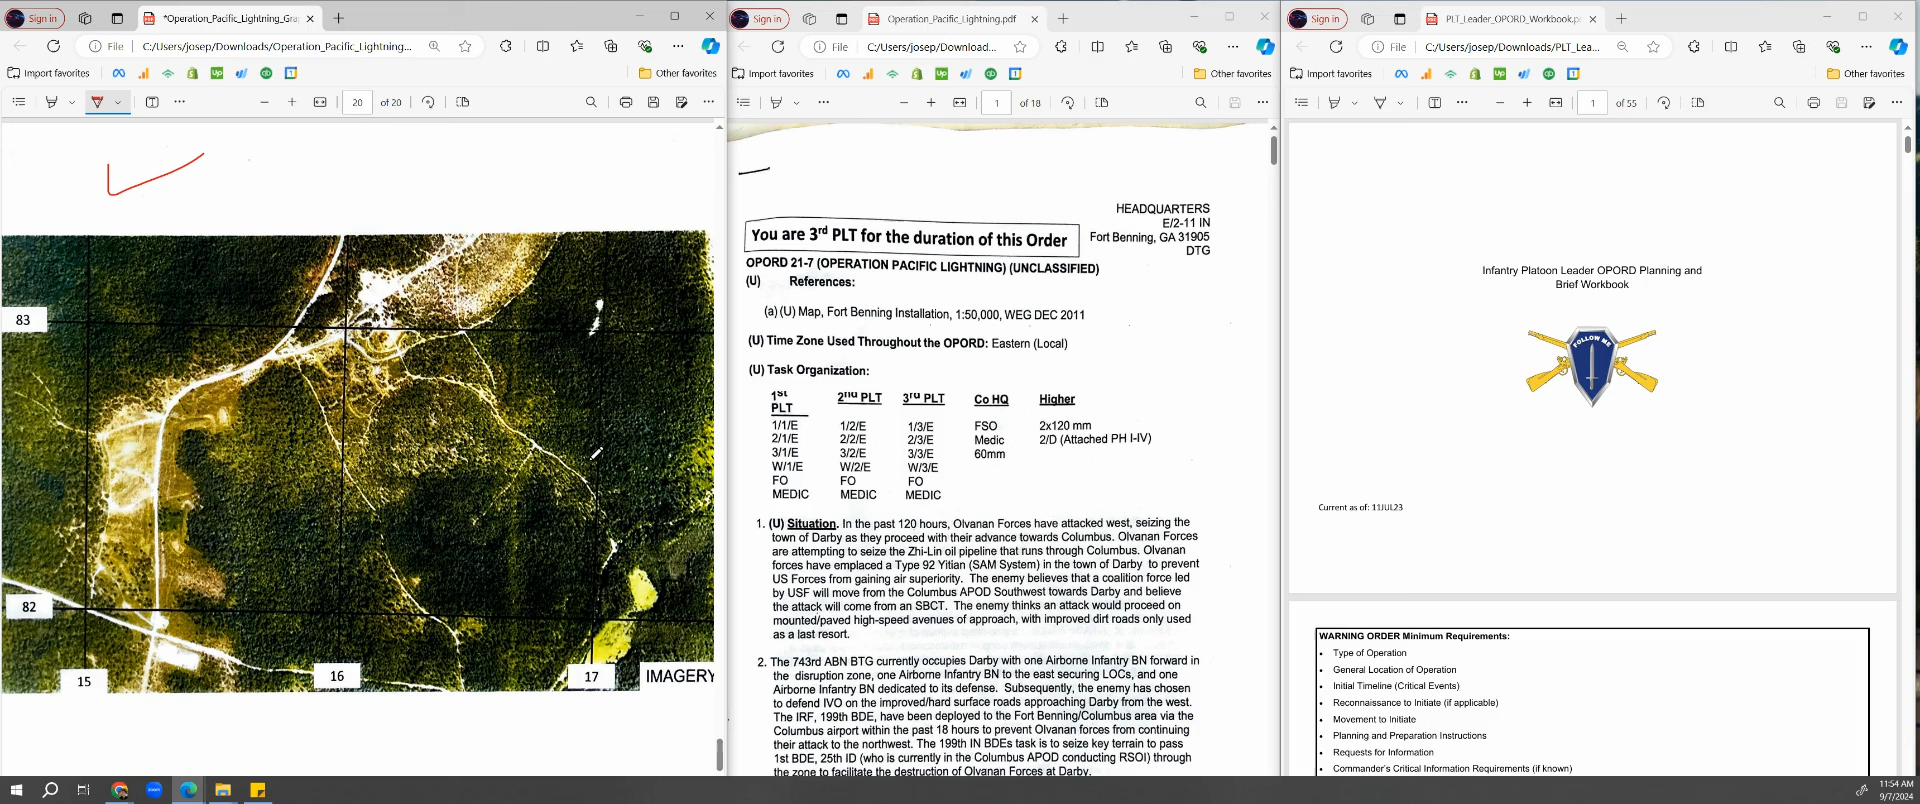 Sign in
*Operation_Pacific_Lightning_Gra
File C:/Users/josep/Downloads/Operation_Pacific_Lightning...
Import favorites
Other favorites
20 of 20
83
82
15
16
17
IMAGERY
Sign in
Operation_Pacific_Lightning.pdf
File C:/Users/josep/Download...
Import favorites
Other favorites
1 of 18
HEADQUARTERS
E/2-11 IN
Fort Benning, GA 31905
DTG
You are 3rd PLT for the duration of this Order
OPORD 21-7 (OPERATION PACIFIC LIGHTNING) (UNCLASSIFIED)
(U) References:
(a) (U) Map, Fort Benning Installation, 1:50,000, WEG DEC 2011
(U) Time Zone Used Throughout the OPORD: Eastern (Local)
(U) Task Organization:
1st PLT 2nd PLT 3rd PLT Co HQ Higher
1/1/E 1/2/E 1/3/E FSO 2x120 mm
2/1/E 2/2/E 2/3/E Medic 2/D (Attached PH I-IV)
3/1/E 3/2/E 3/3/E 60mm
W/1/E W/2/E W/3/E
FO FO FO
MEDIC MEDIC MEDIC
1. (U) Situation. In the past 120 hours, Olvanan Forces have attacked west, seizing the
town of Darby as they proceed with their advance towards Columbus. Olvanan Forces
are attempting to seize the Zhi-Lin oil pipeline that runs through Columbus. Olvanan
forces have emplaced a Type 92 Yitian (SAM System) in the town of Darby to prevent
US Forces from gaining air superiority. The enemy believes that a coalition force led
by USF will move from the Columbus APOD Southwest towards Darby and believe
the attack will come from an SBCT. The enemy thinks an attack would proceed on
mounted/paved high-speed avenues of approach, with improved dirt roads only used
as a last resort.
2. The 743rd ABN BTG currently occupies Darby with one Airborne Infantry BN forward in
the disruption zone, one Airborne Infantry BN to the east securing LOCs, and one
Airborne Infantry BN dedicated to its defense. Subsequently, the enemy has chosen
to defend IVO on the improved/hard surface roads approaching Darby from the west.
The IRF, 199th BDE, have been deployed to the Fort Benning/Columbus area via the
Columbus airport within the past 18 hours to prevent Olvanan forces from continuing
their attack to the northwest. The 199th IN BDEs task is to seize key terrain to pass
1st BDE, 25th ID (who is currently in the Columbus APOD conducting RSOI) through
the zone to facilitate the destruction of Olvanan Forces at Darby.
Sign in
PLT_Leader_OPORD_Workbook.p
File C:/Users/josep/Downloads/PLT_Lea...
Import favorites
Other favorites
1 of 55
Infantry Platoon Leader OPORD Planning and
Brief Workbook
FOLLOW ME
Current as of: 11JUL23
WARNING ORDER Minimum Requirements:
• Type of Operation
• General Location of Operation
• Initial Timeline (Critical Events)
• Reconnaissance to Initiate (if applicable)
• Movement to Initiate
• Planning and Preparation Instructions
• Requests for Information
• Commander's Critical Information Requirements (if known)
zoom
11:54 AM
9/7/2024